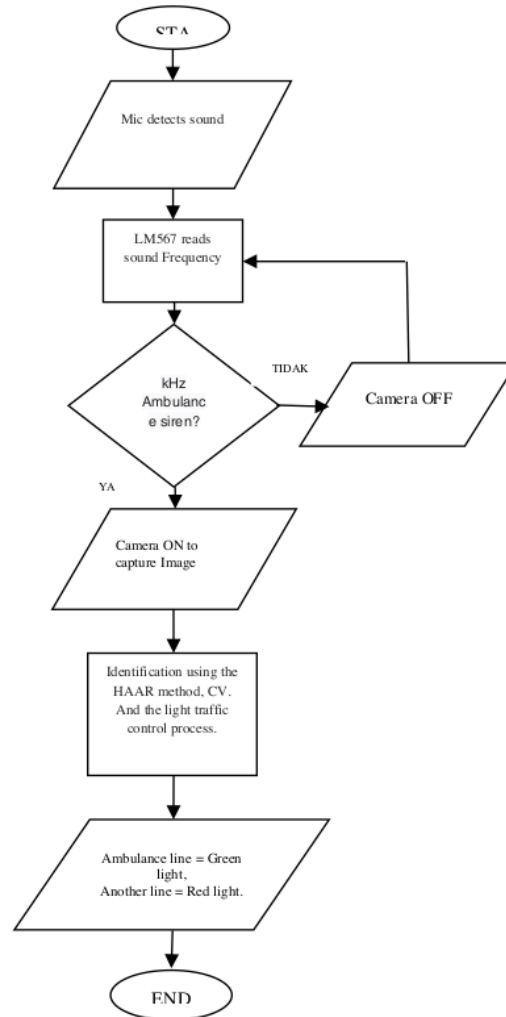 STA
Mic detects sound
LM567 reads
sound Frequency
kHz
Ambulanc
e siren?
TIDAK
Camera OFF
YA
Camera ON to
capture Image
Identification using the
HAAR method, CV.
And the light traffic
control process.
Ambulance line = Green
light,
Another line = Red light.
END